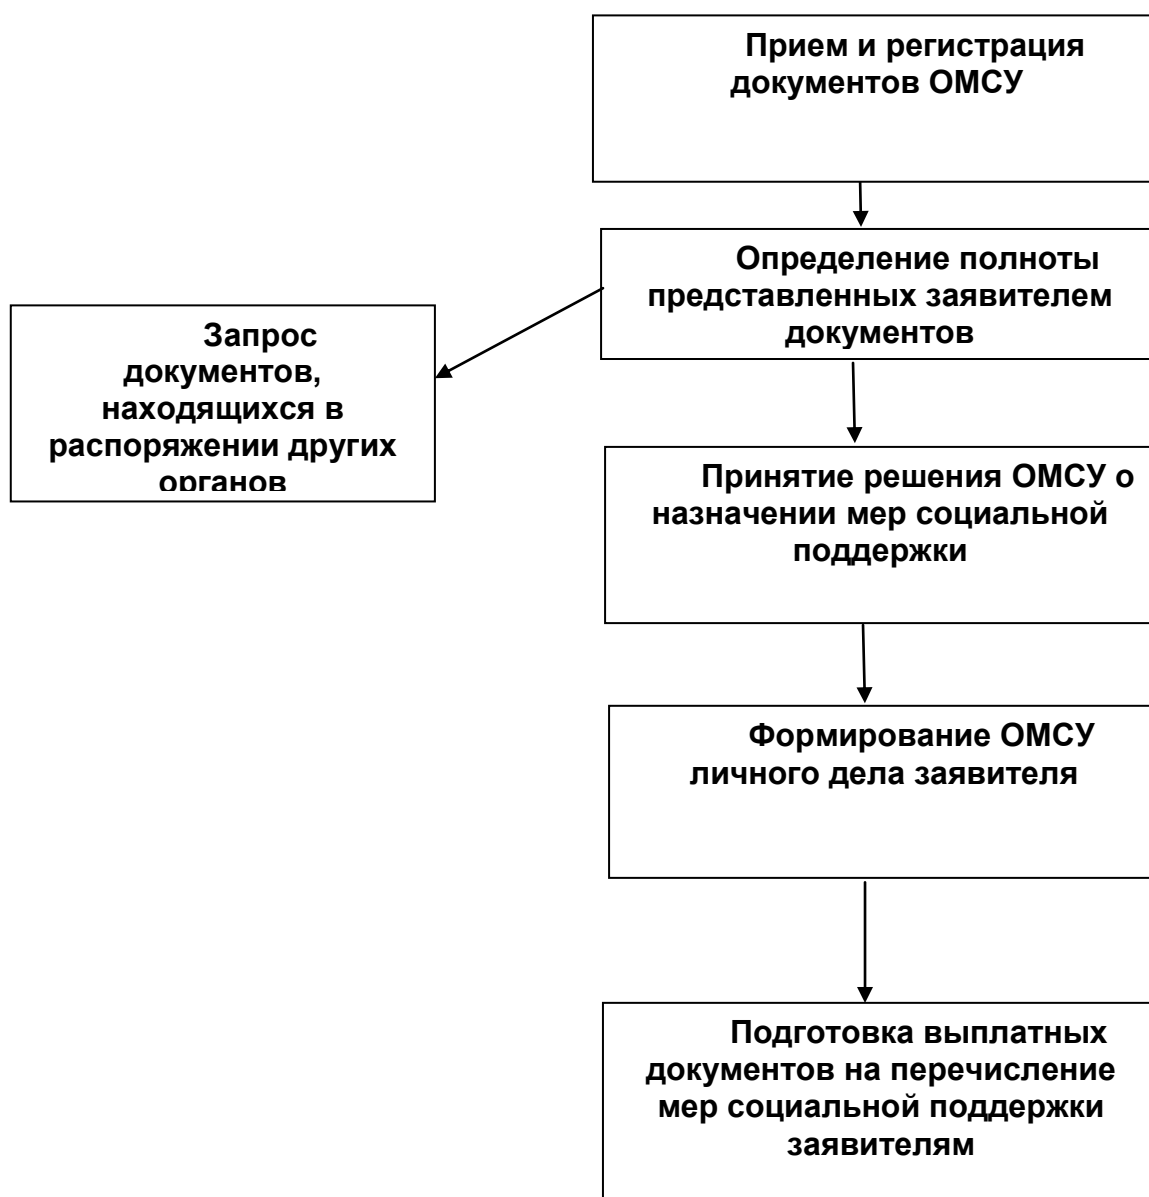 Прием и регистрация
документов ОМСУ
Определение полноты
представленных заявителем
документов
Запрос
документов,
находящихся в
распоряжении других
органов
Принятие решения ОМСУ о
назначении мер социальной
поддержки
Формирование ОМСУ
личного дела заявителя
Подготовка выплатных
документов на перечисление
мер социальной поддержки
заявителям